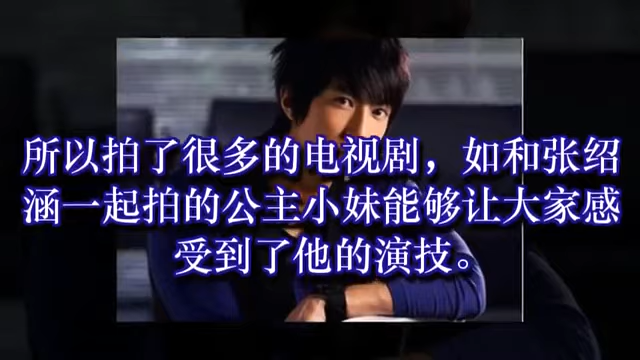 所以拍了很多的电视剧，如和张绍
涵一起拍的公主小妹能够让大家感
受到了他的演技。